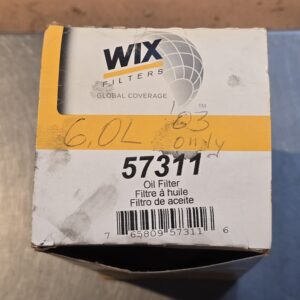 WIX
FILTERS
GLOBAL COVERAGE
TM
6.0L '03
only
57311
Oil Filter
Filtre à huile
Filtro de aceite
7 65809 57311 6